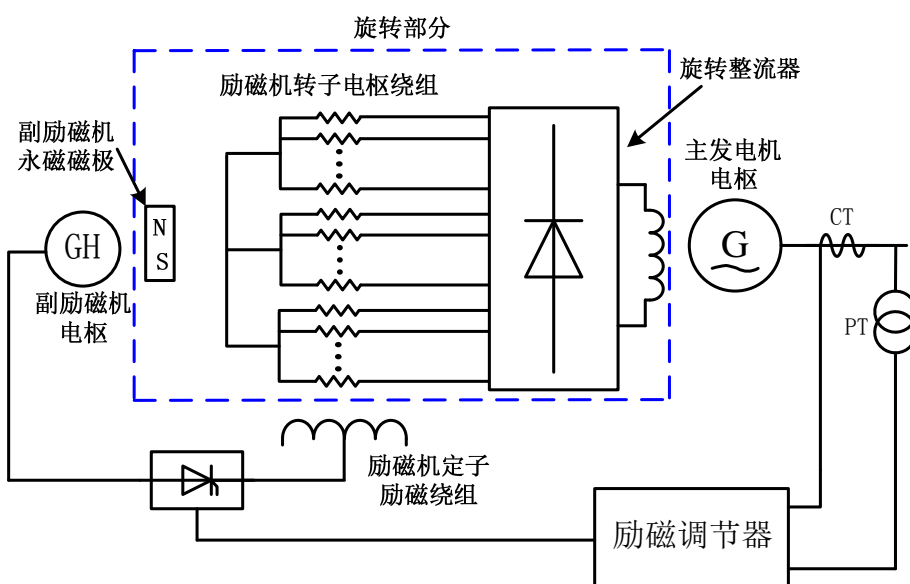 旋转部分
励磁机转子电枢绕组
旋转整流器
副励磁机
永磁磁极
主发电机
电枢
N
S
GH
G
CT
副励磁机
电枢
PT
励磁机定子
励磁绕组
励磁调节器